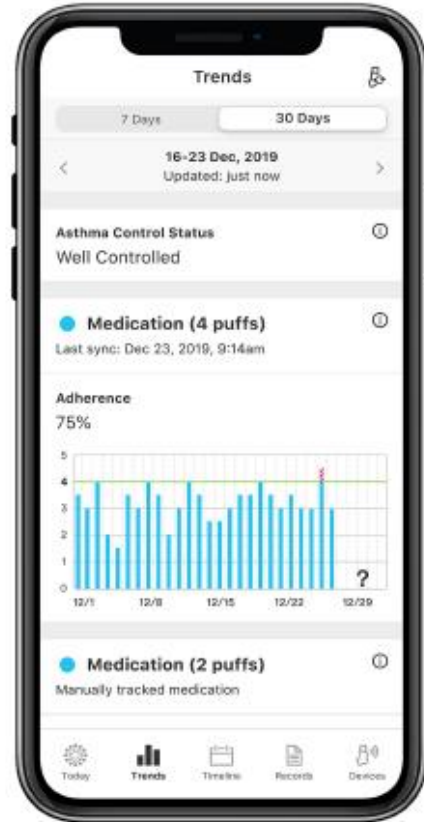 Trends
7 Days 30 Days
16-23 Dec, 2019
Updated: just now
Asthma Control Status
Well Controlled
Medication (4 puffs)
Last sync: Dec 23, 2019, 9:14am
Adherence
75%
5
4
3
2
1
0
?
12/1 12/8 12/15 12/22 12/29
Medication (2 puffs)
Manually tracked medication
Today Trends Timeline Records Devices